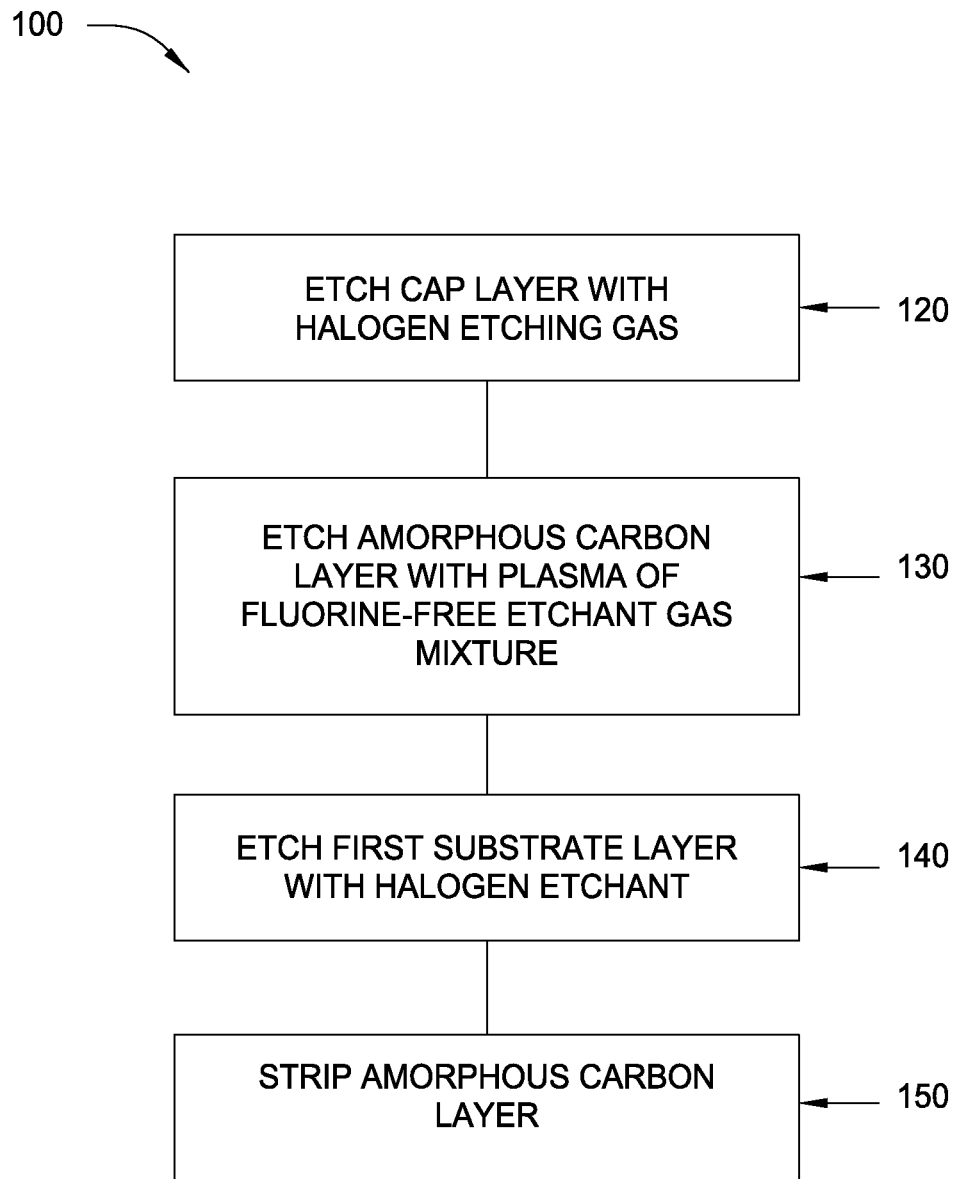 100
ETCH CAP LAYER WITH
HALOGEN ETCHING GAS
120
ETCH AMORPHOUS CARBON
LAYER WITH PLASMA OF
FLUORINE-FREE ETCHANT GAS
MIXTURE
130
ETCH FIRST SUBSTRATE LAYER
WITH HALOGEN ETCHANT
140
STRIP AMORPHOUS CARBON
LAYER
150